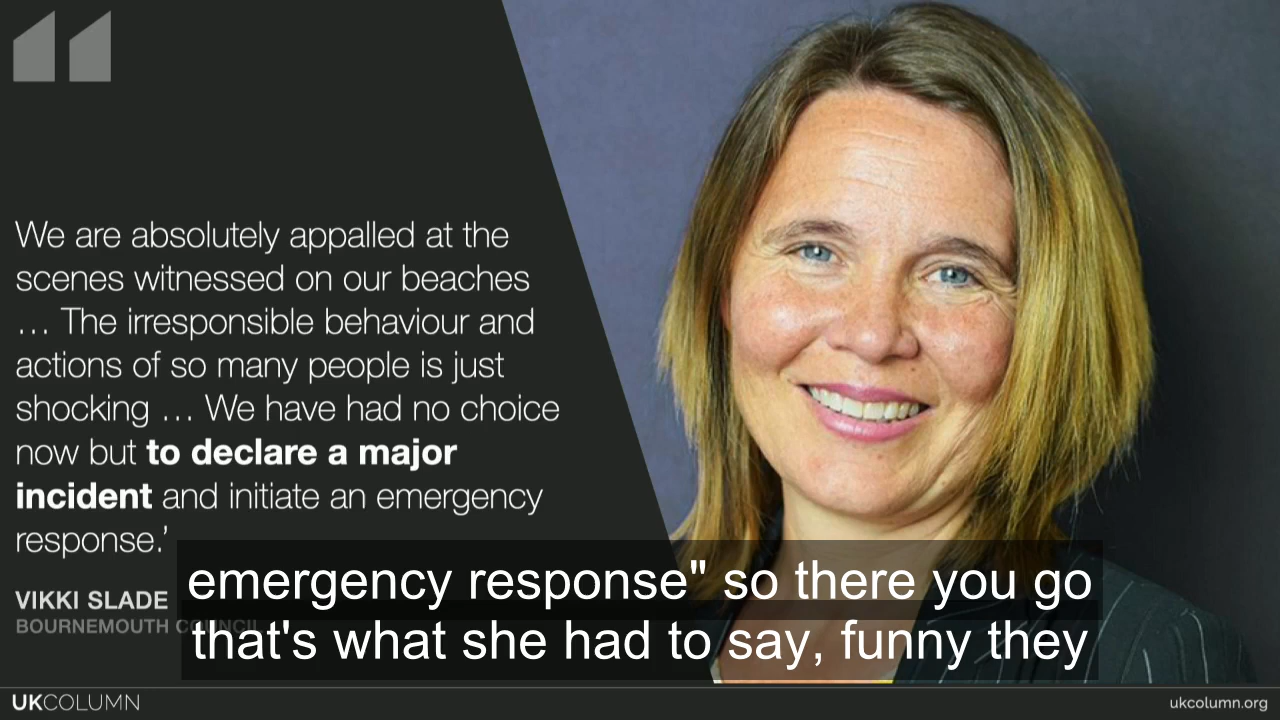 We are absolutely appalled at the
scenes witnessed on our beaches
… The irresponsible behaviour and
actions of so many people is just
shocking … We have had no choice
now but to declare a major
incident and initiate an emergency
response.’
VIKKI SLADE
BOURNEMOUTH COUNCIL
emergency response" so there you go
that's what she had to say, funny they
UKCOLUMN
ukcolumn.org